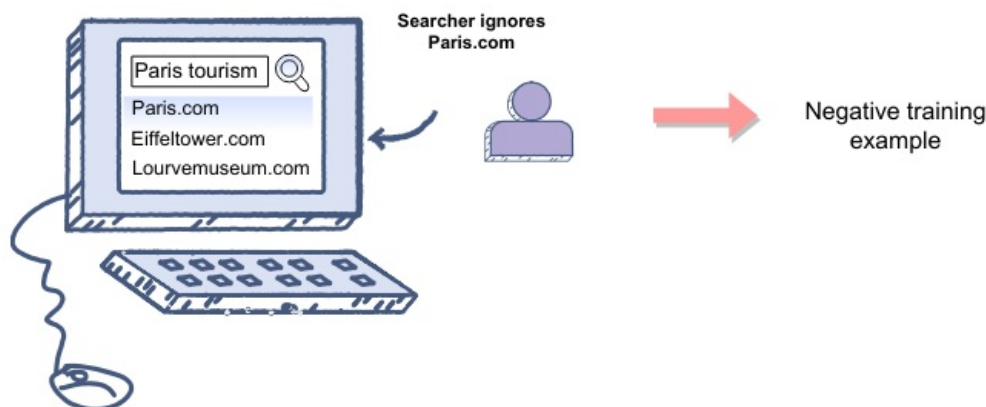 Searcher ignores
Paris.com
Paris tourism
Paris.com
Eiffeltower.com
Lourvemuseum.com
Negative training
example